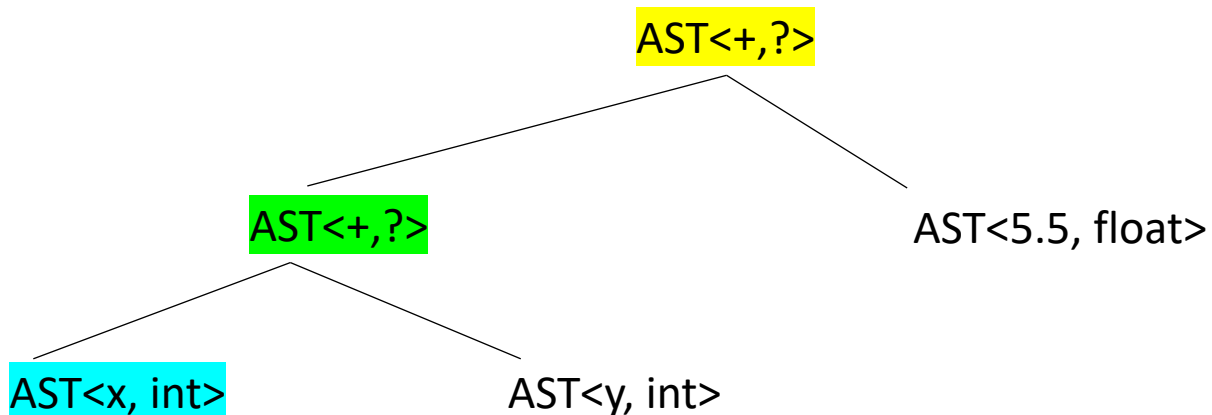 AST<+,?>
AST<+,?>
AST<5.5, float>
AST<x, int>
AST<y, int>